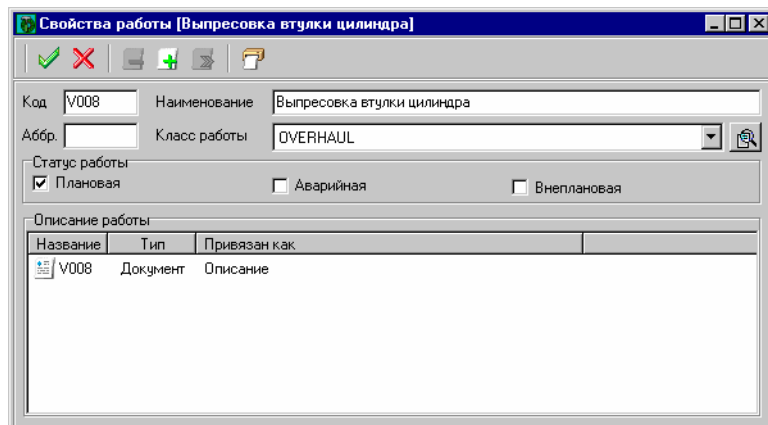 Свойства работы [Выпресовка втулки цилиндра]
Код V008 Наименование Выпресовка втулки цилиндра
Аббр. Класс работы OVERHAUL
Статус работы
Плановая Аварийная Внеплановая
Описание работы
Название Тип Привязан как
V008 Документ Описание